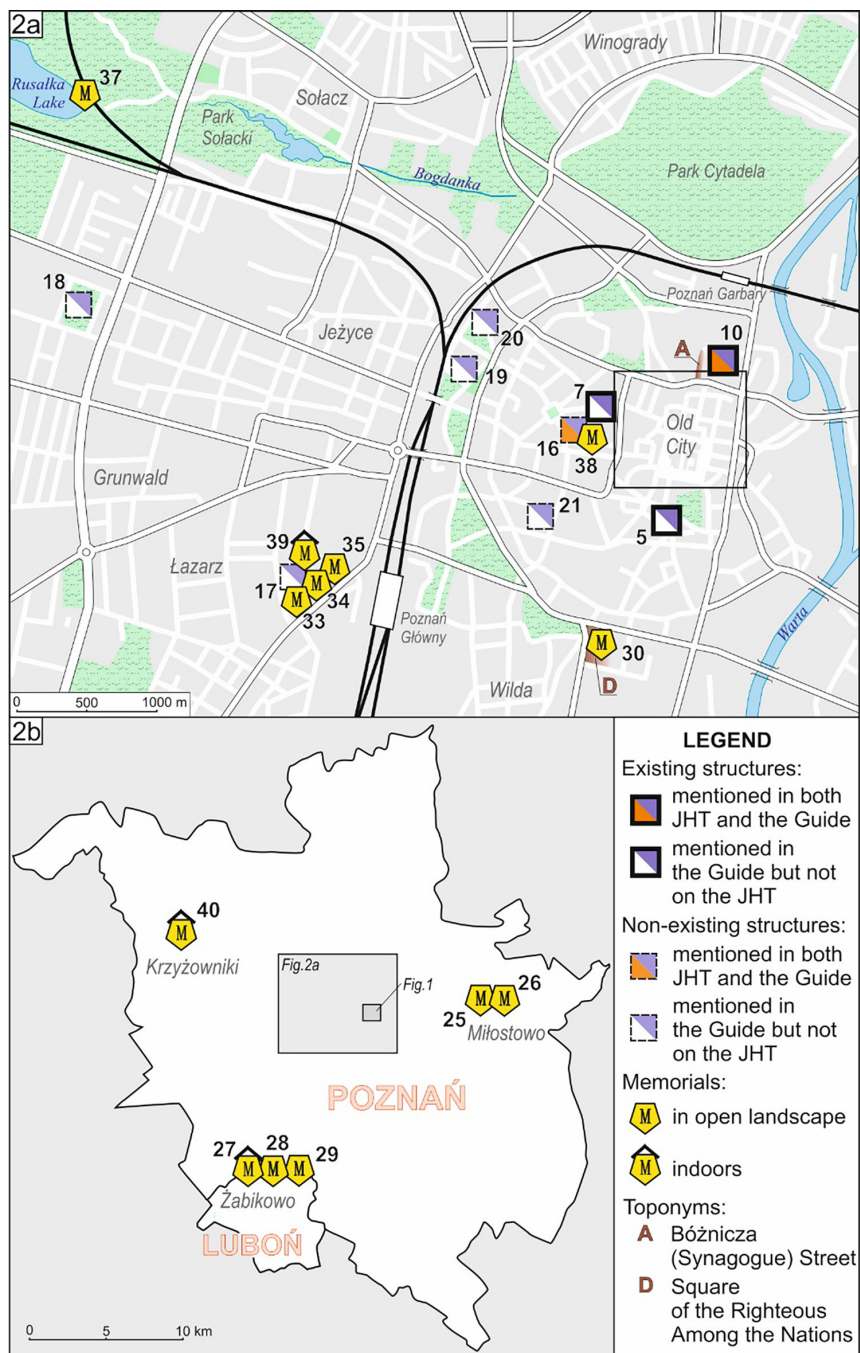 2a
37
Rusałka
Lake
M
Park
Sołacki
Sołacz
Winogrady
Bogdanka
Park Cytadela
18
Jeżyce
20
19
Poznań
Garbary
A
10
7
16
M
38
Old
City
Grunwald
21
5
Łazarz
39
M
35
M
17
M
34
M
33
Poznań
Główny
Wilda
M
30
D
Warta
0 500 1000 m
2b
40
M
Krzyżowniki
Fig.2a
Fig.1
26
25
M M
Miłostowo
POZNAŃ
27 28 29
M M M
Żabikowo
LUBOŃ
0 5 10 km
LEGEND
Existing structures:
mentioned in both
JHT and the Guide
mentioned in
the Guide but not
on the JHT
Non-existing structures:
mentioned in both
JHT and the Guide
mentioned in
the Guide but not
on the JHT
Memorials:
M in open landscape
M indoors
Toponyms:
A Bóżnicza
(Synagogue) Street
D Square
of the Righteous
Among the Nations